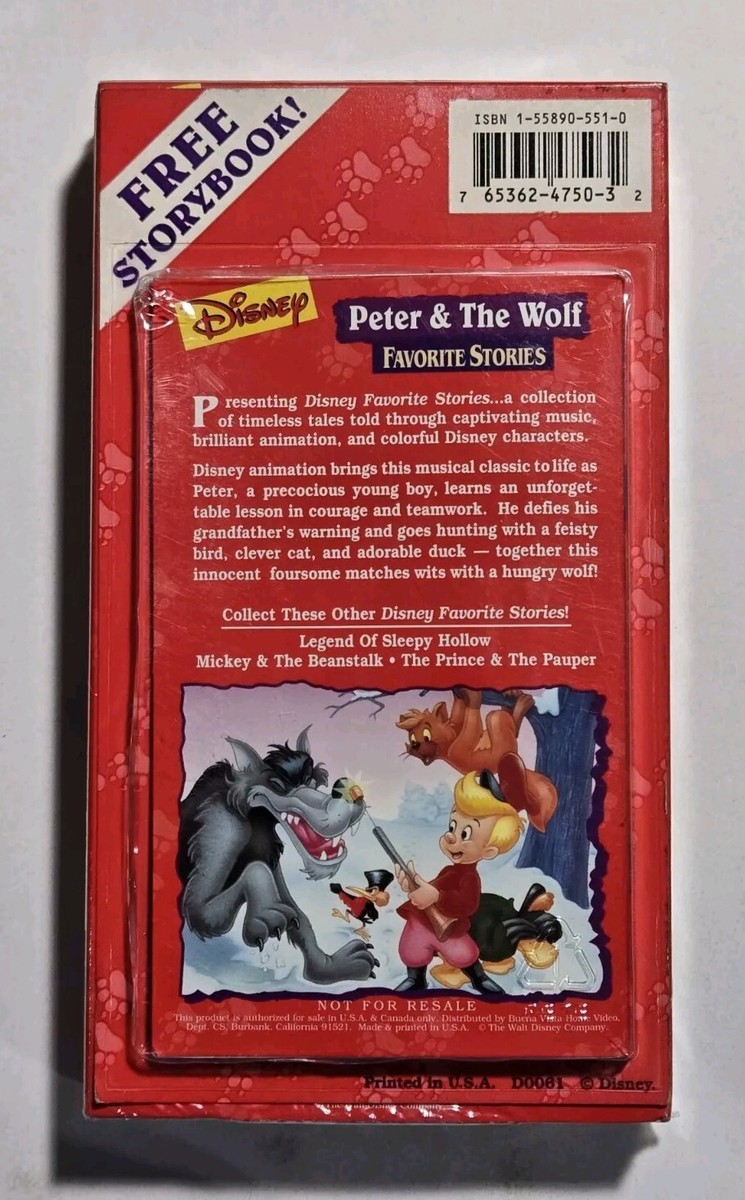 FREE
STORYBOOK!
ISBN 1-55890-551-0
7 65362-4750-3 2
Disney
Peter & The Wolf
FAVORITE STORIES
Presenting Disney Favorite Stories...a collection
of timeless tales told through captivating music,
brilliant animation, and colorful Disney characters.
Disney animation brings this musical classic to life as
Peter, a precocious young boy, learns an unforget-
table lesson in courage and teamwork. He defies his
grandfather's warning and goes hunting with a feisty
bird, clever cat, and adorable duck — together this
innocent foursome matches wits with a hungry wolf!
Collect These Other Disney Favorite Stories!
Legend Of Sleepy Hollow
Mickey & The Beanstalk • The Prince & The Pauper
NOT FOR RESALE
This product is authorized for sale in U.S.A. & Canada only. Distributed by Buena Vista Home Video,
Dept. CS, Burbank, California 91521. Made & printed in U.S.A. © The Walt Disney Company.
Printed in U.S.A. D0061 © Disney.